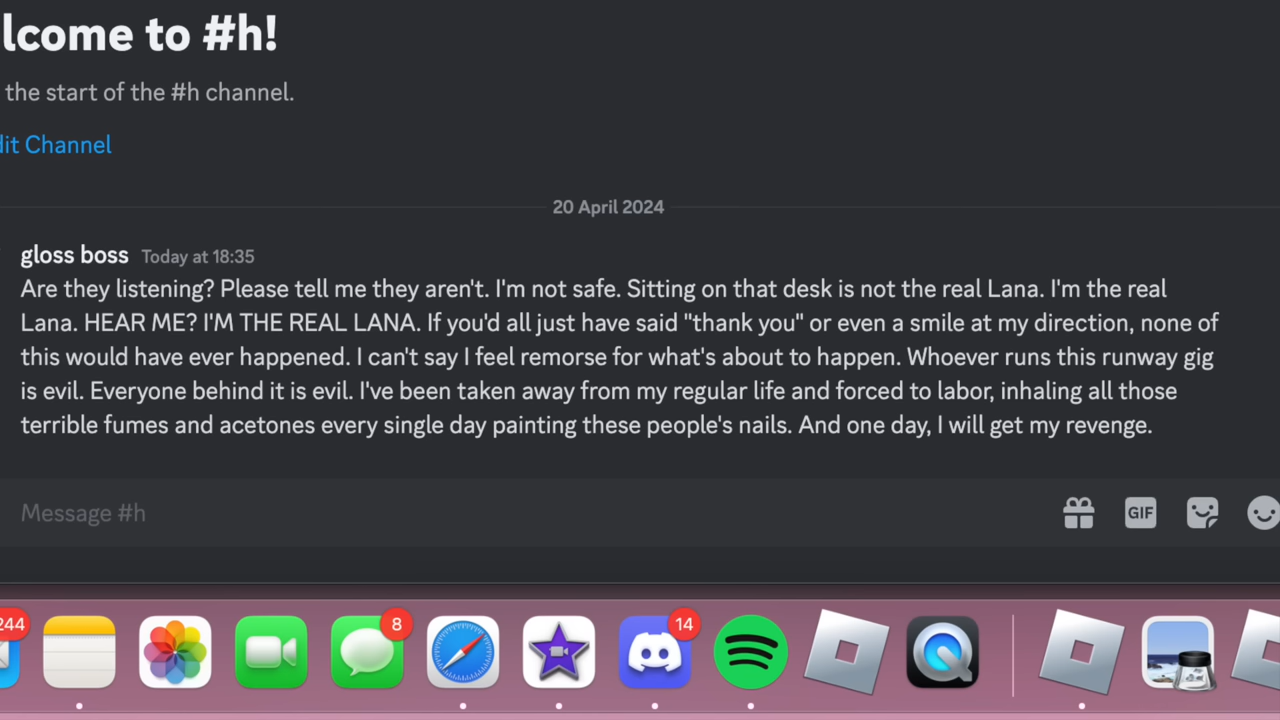 lcome to #h!
the start of the #h channel.
dit Channel
20 April 2024
gloss boss Today at 18:35
Are they listening? Please tell me they aren't. I'm not safe. Sitting on that desk is not the real Lana. I'm the real
Lana. HEAR ME? I'M THE REAL LANA. If you'd all just have said "thank you" or even a smile at my direction, none of
this would have ever happened. I can't say I feel remorse for what's about to happen. Whoever runs this runway gig
is evil. Everyone behind it is evil. I've been taken away from my regular life and forced to labor, inhaling all those
terrible fumes and acetones every single day painting these people's nails. And one day, I will get my revenge.
Message #h
GIF
244
8
14